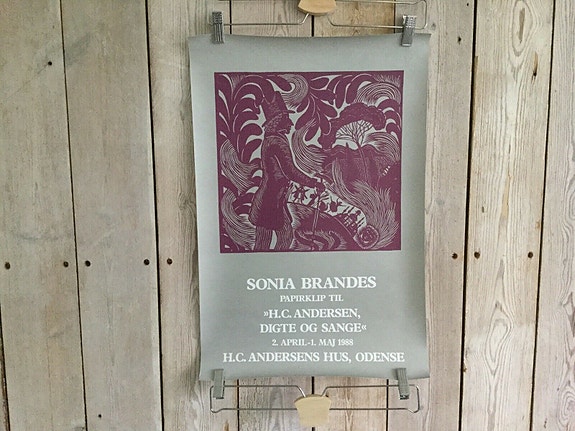 SONIA BRANDES
PAPIRKLIP TIL
»H.C. ANDERSEN,
DIGTE OG SANGE«
2. APRIL-1. MAJ 1988
H.C. ANDERSENS HUS, ODENSE